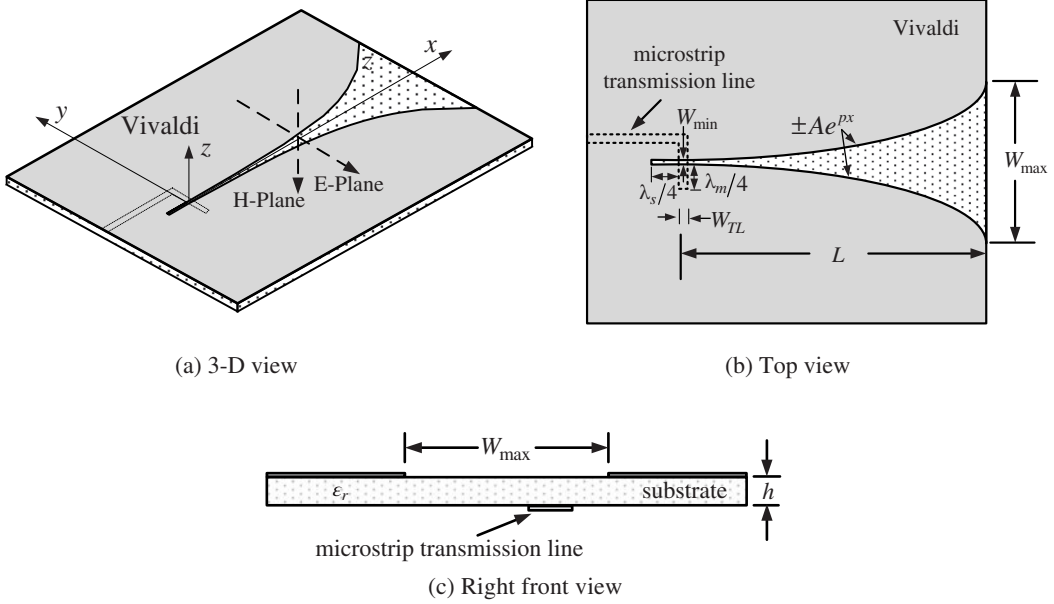 x
z
y
Vivaldi
z
E-Plane
H-Plane
(a) 3-D view
Vivaldi
microstrip
transmission line
W_min
±Ae^px
W_max
λ_s/4
λ_m/4
W_TL
L
(b) Top view
W_max
ε_r
substrate
h
microstrip transmission line
(c) Right front view